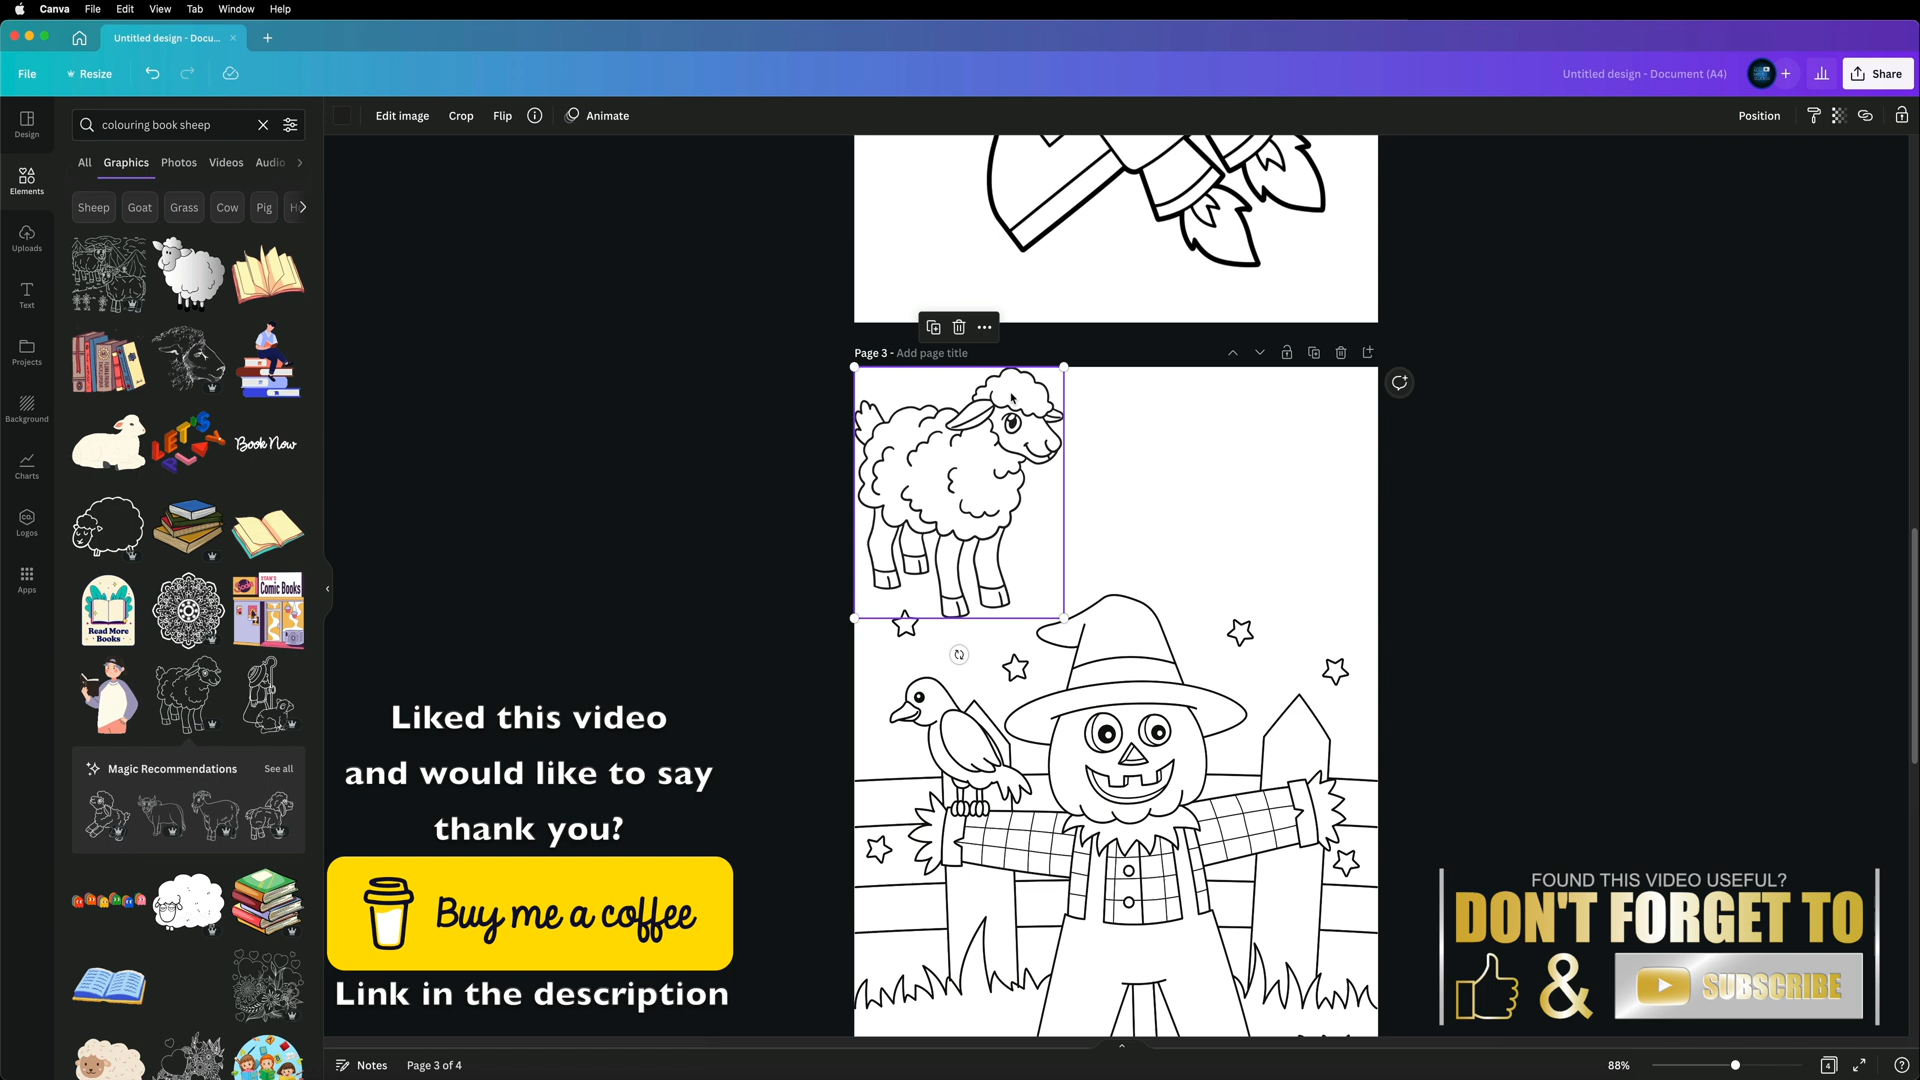 Canva File Edit View Tab Window Help
Untitled design - Docu...
File Resize Untitled design - Document (A4) Share
colouring book sheep
Edit image Crop Flip Animate Position
Design
Elements
Uploads
Text
Projects
Background
Charts
Logos
Apps
All Graphics Photos Videos Audio
Sheep Goat Grass Cow Pig H
LET'S PLAY
Book Now
Read More Books
Comic Books
Magic Recommendations See all
Page 3 - Add page title
Liked this video
and would like to say
thank you?
Buy me a coffee
Link in the description
FOUND THIS VIDEO USEFUL?
DON'T FORGET TO
& SUBSCRIBE
Notes Page 3 of 4
88% 4